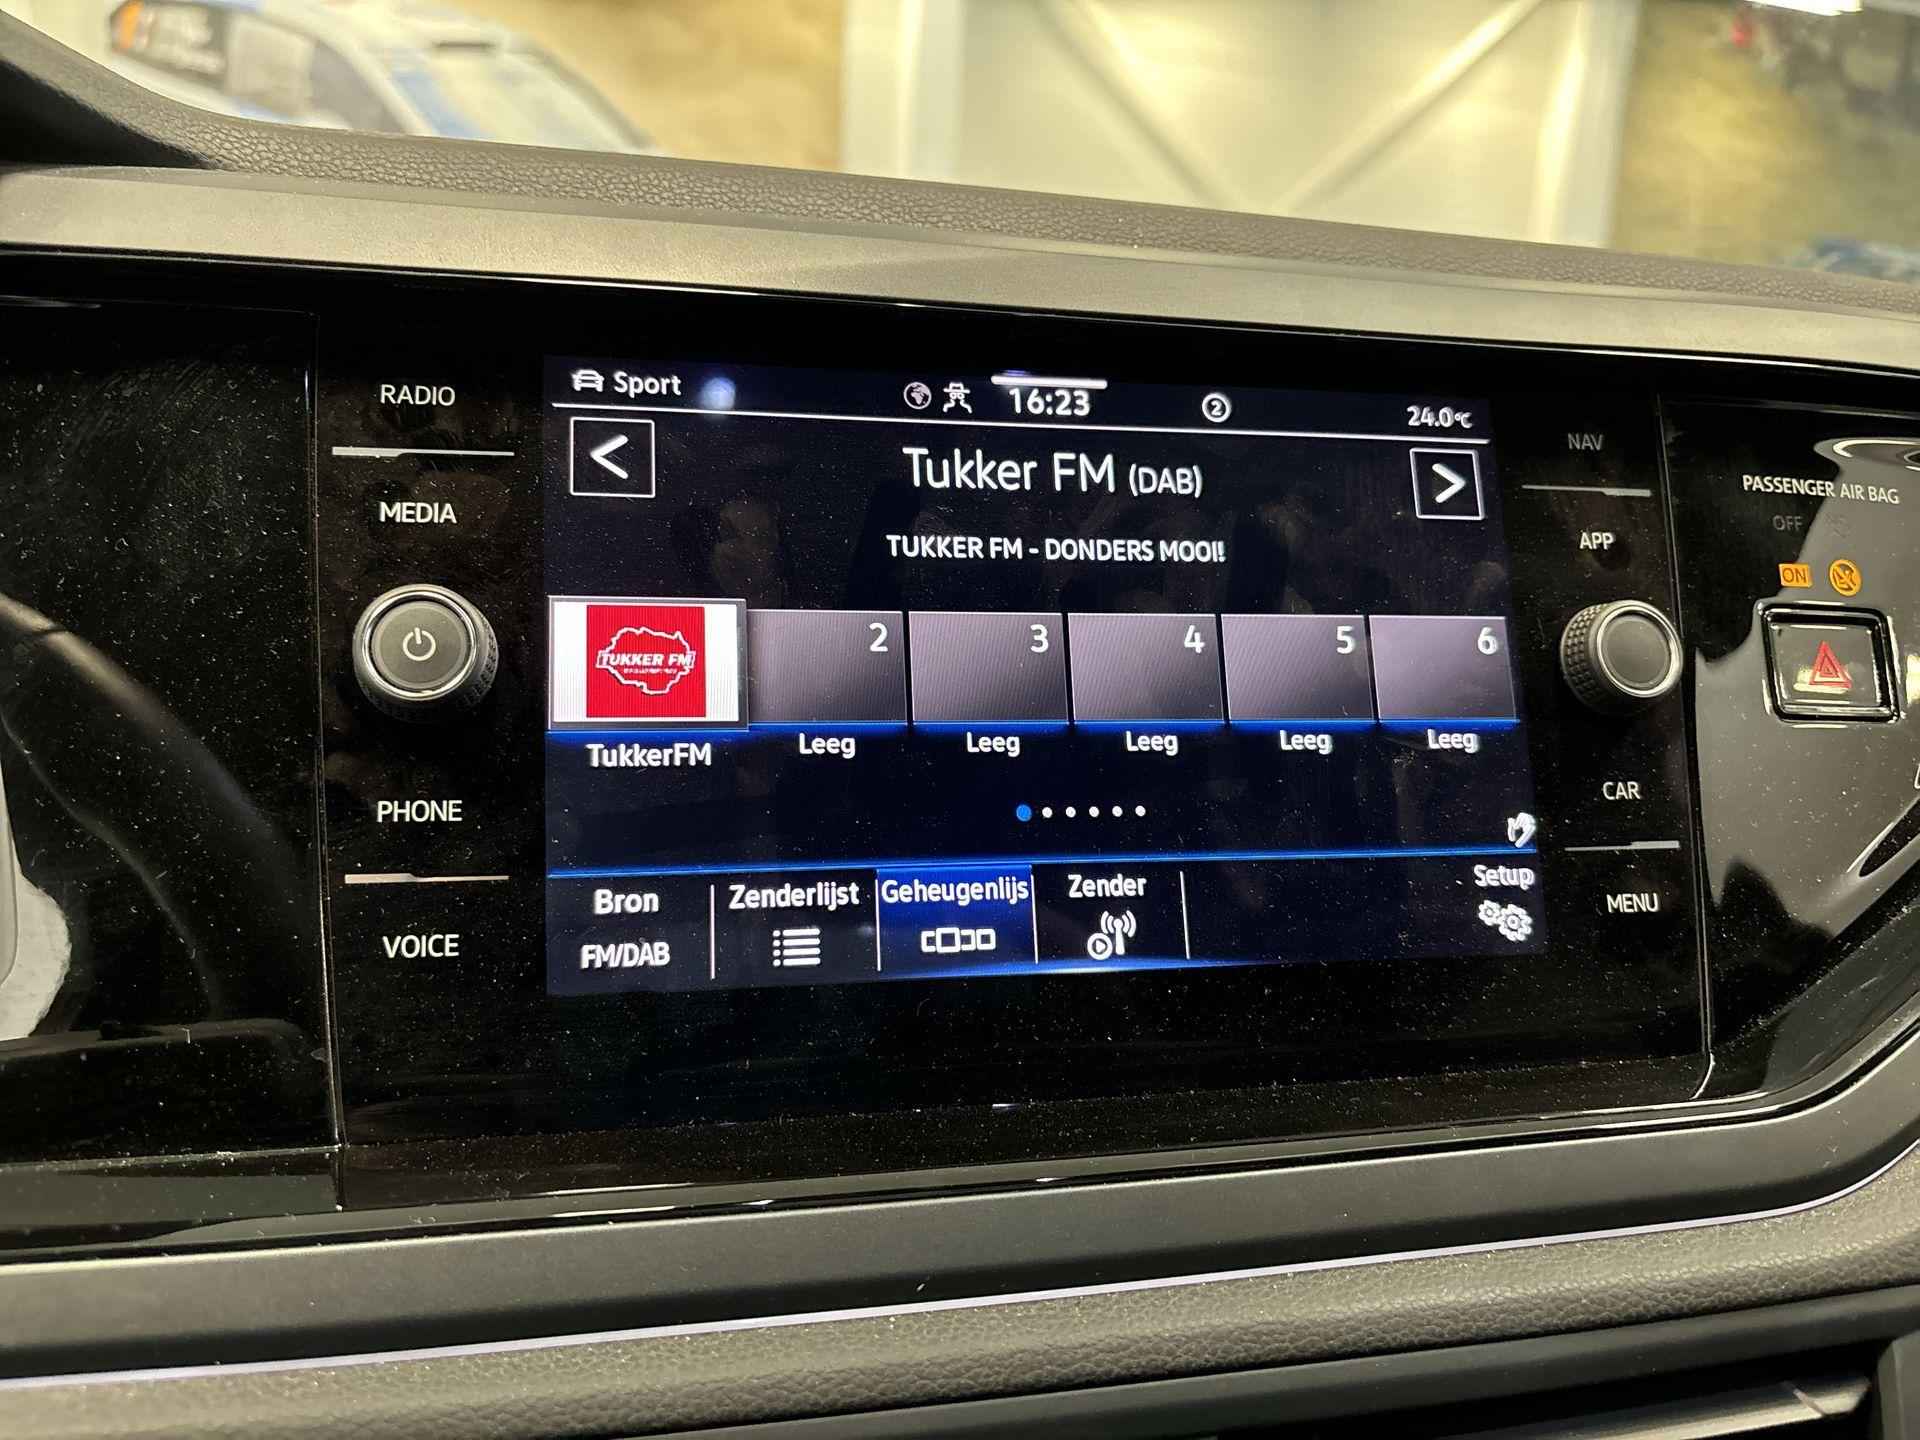 RADIO
MEDIA
PHONE
VOICE
Sport
16:23
2
24.0°C
<
Tukker FM (DAB)
>
TUKKER FM - DONDERS MOOI!
TUKKER FM
2
3
4
5
6
TukkerFM
Leeg
Leeg
Leeg
Leeg
Leeg
Bron
FM/DAB
Zenderlijst
Geheugenlijs
Zender
Setup
NAV
APP
CAR
MENU
PASSENGER AIR BAG
OFF
ON